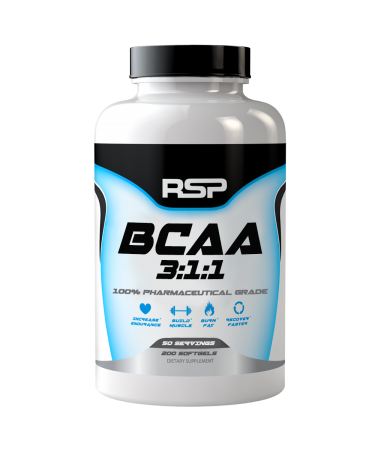 RSP
BCAA
3:1:1
100% PHARMACEUTICAL GRADE
INCREASE* BUILD* BURN* RECOVER
ENDURANCE MUSCLE FAT FASTER
50 SERVINGS
200 SOFTGELS
DIETARY SUPPLEMENT